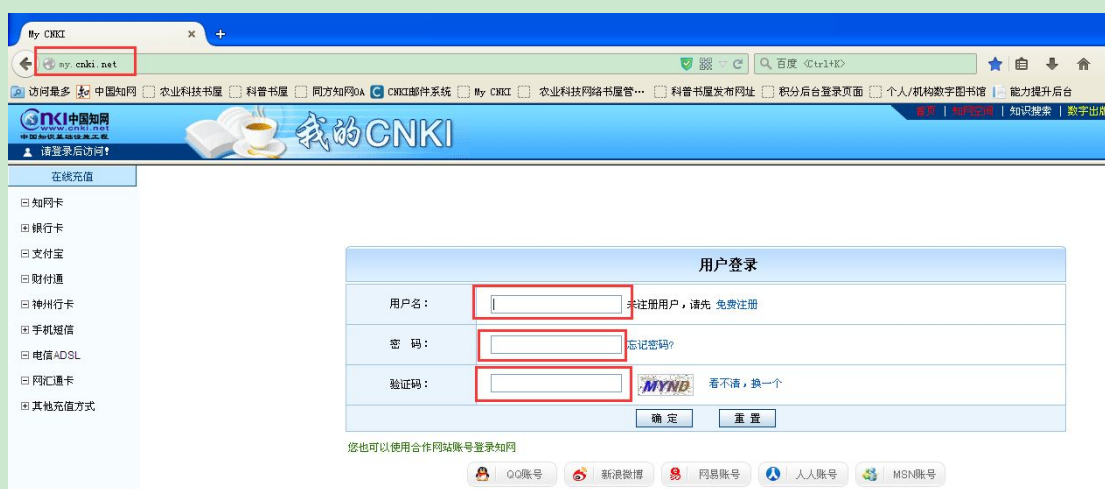 My CNKI
my.cnki.net
百度 <Ctrl+K>
访问最多 中国知网 农业科技书屋 科普书屋 同方知网OA CNKI邮件系统 My CNKI 农业科技网络书屋管… 科普书屋发布网址 积分后台登录页面 个人/机构数字图书馆 能力提升后台
CNKI中国知网
www.cnki.net
中国知识基础设施工程
我的CNKI
首页 | 知网空间 | 知识搜索 | 数字出版
请登录后访问!
在线充值
知网卡
银行卡
支付宝
财付通
神州行卡
手机短信
电信ADSL
网汇通卡
其他充值方式
用户登录
用户名: 未注册用户,请先 免费注册
密 码: 忘记密码?
验证码: MYND 看不清,换一个
确 定 重 置
您也可以使用合作网站账号登录知网
QQ账号 新浪微博 网易账号 人人账号 MSN账号